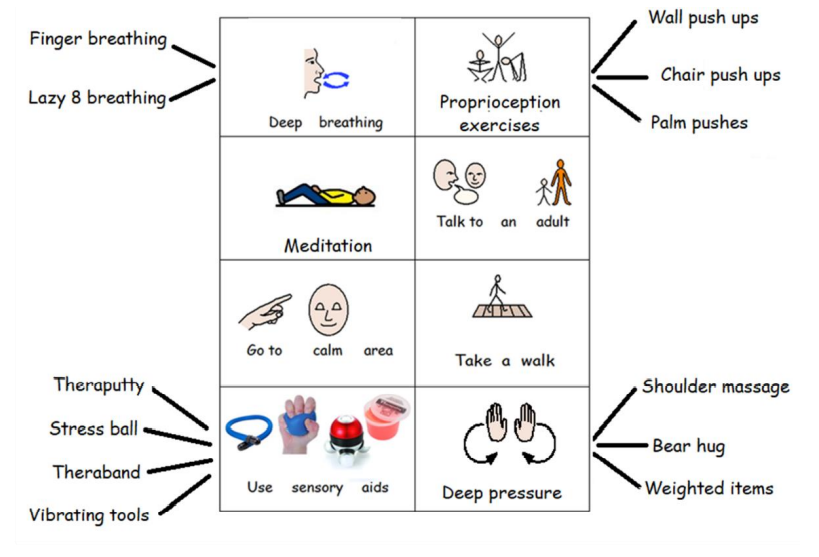 Finger breathing
Lazy 8 breathing
Deep breathing
Proprioception
exercises
Wall push ups
Chair push ups
Palm pushes
Meditation
Talk to an adult
Go to calm area
Take a walk
Theraputty
Stress ball
Theraband
Vibrating tools
Use sensory aids
Deep pressure
Shoulder massage
Bear hug
Weighted items